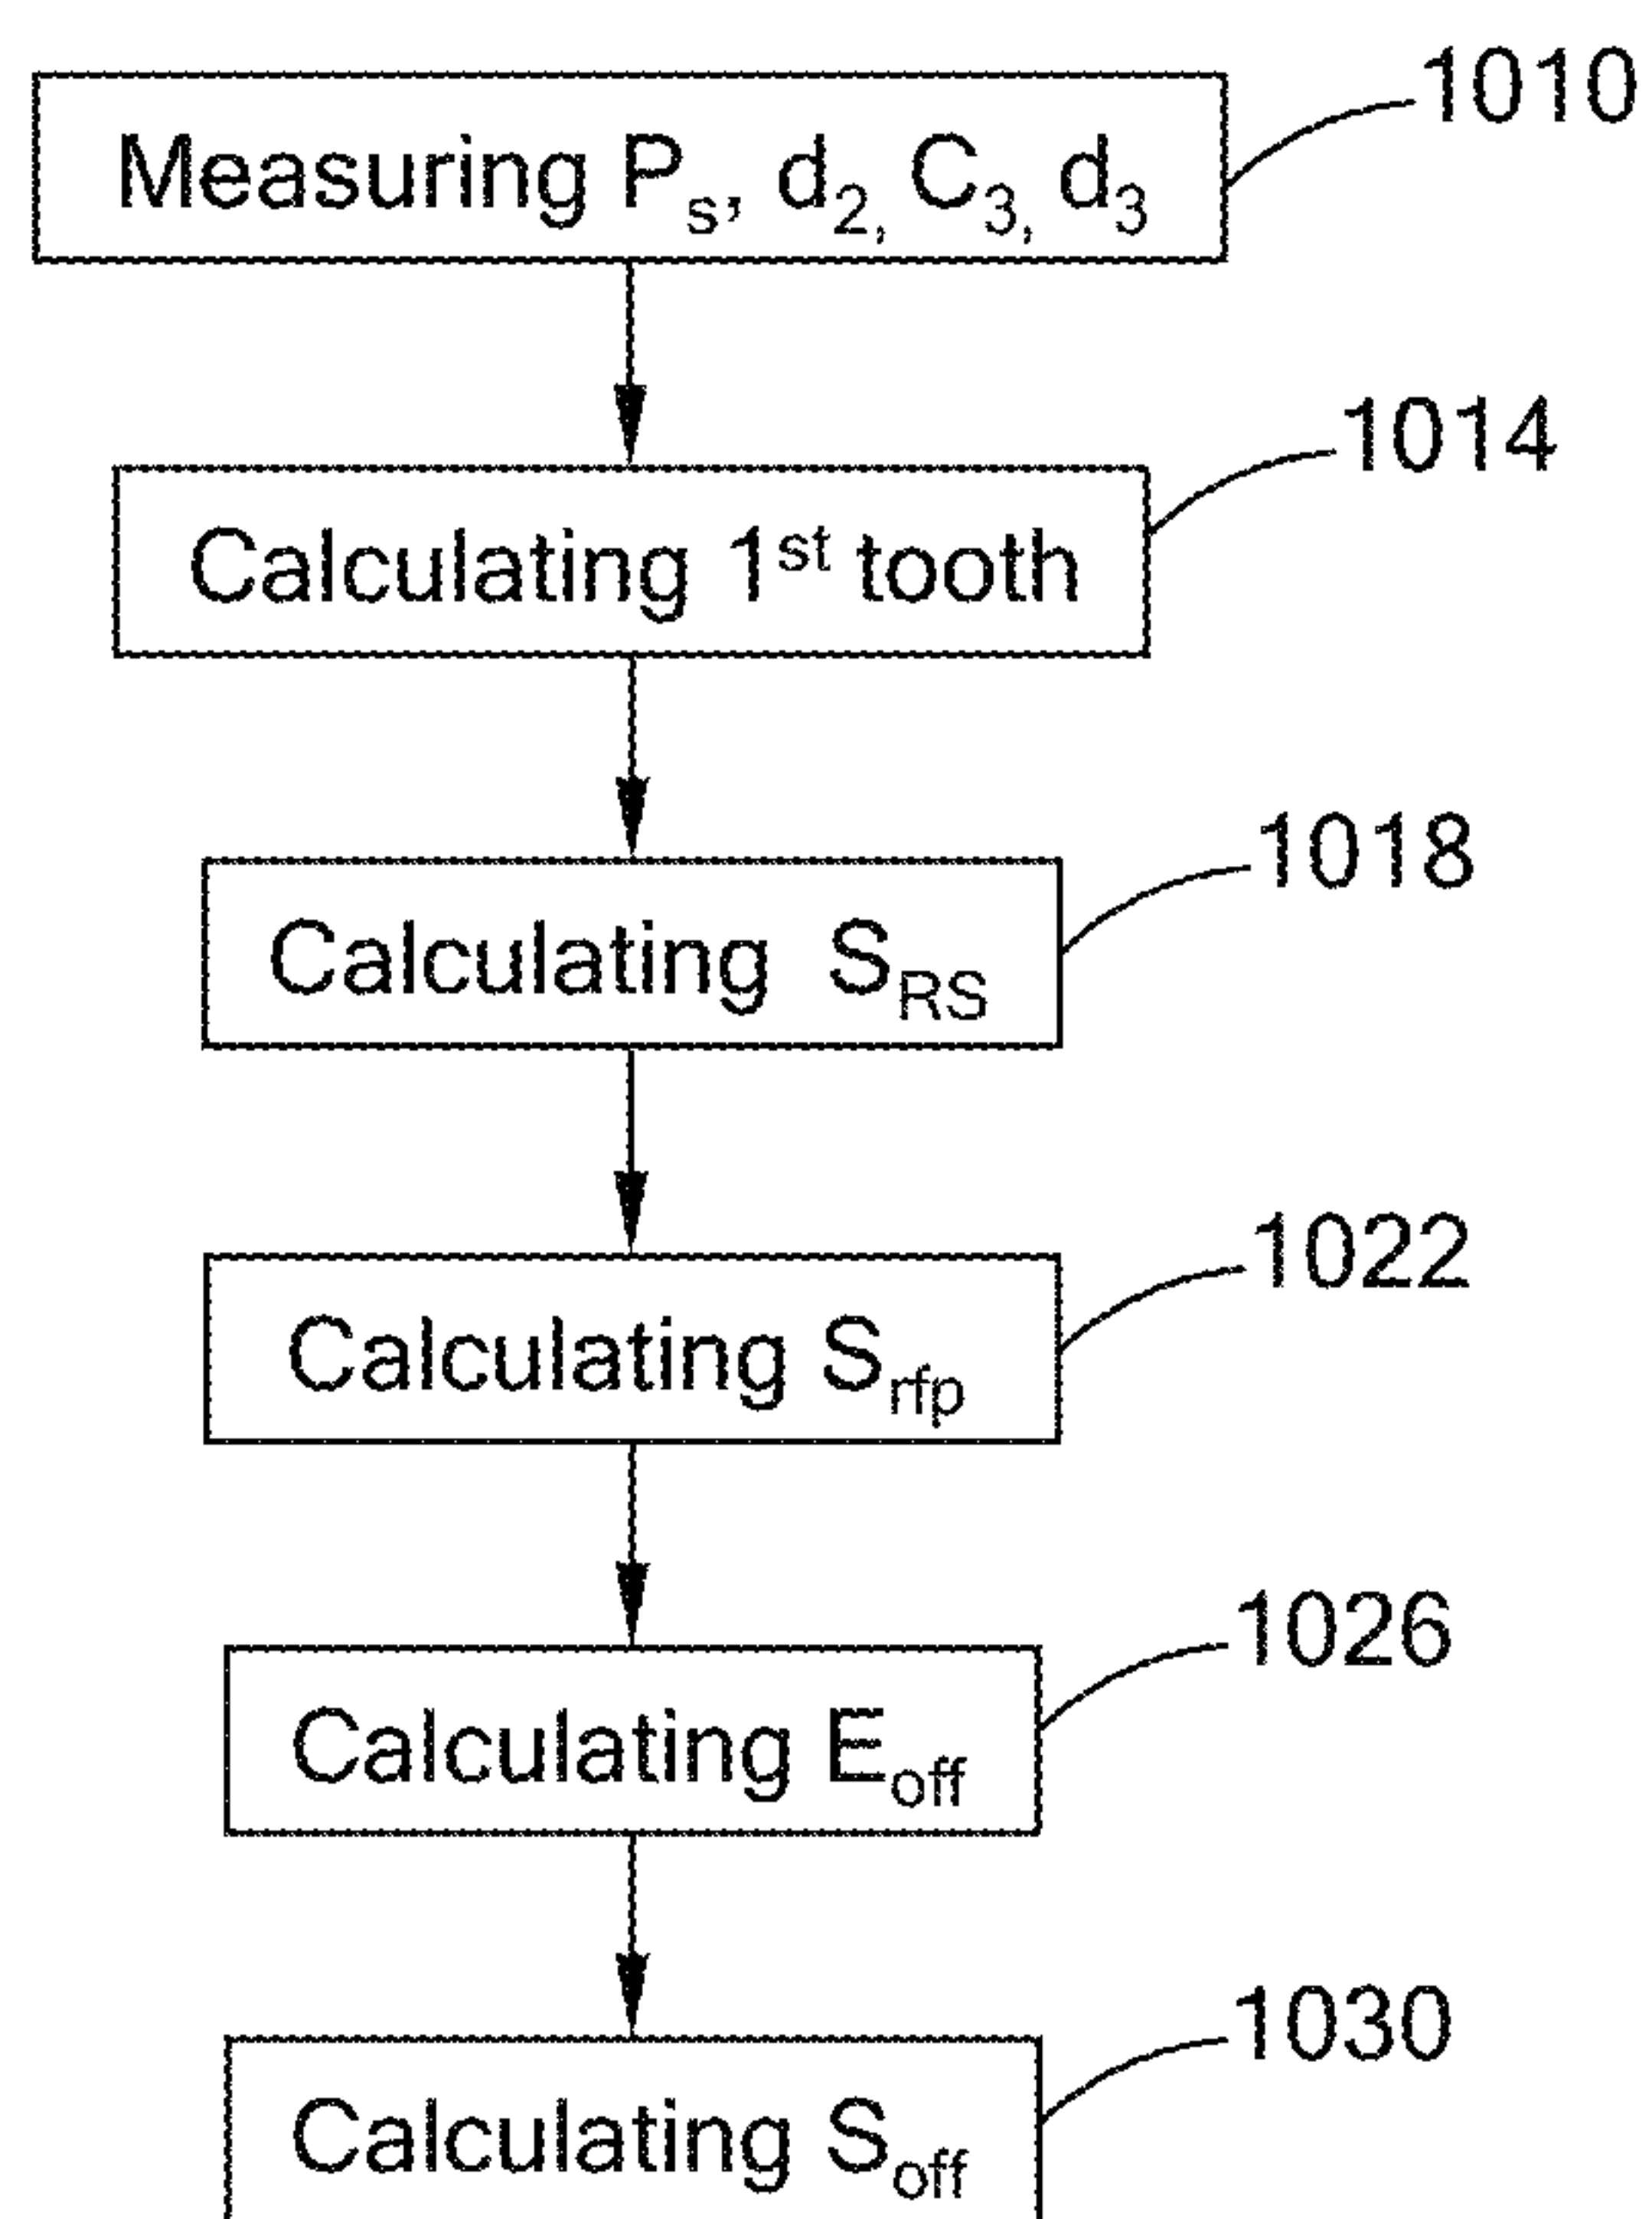 1010
Measuring Ps, d2, C3, d3
1014
Calculating 1st tooth
1018
Calculating SRS
1022
Calculating Srfp
1026
Calculating Eoff
1030
Calculating Soff